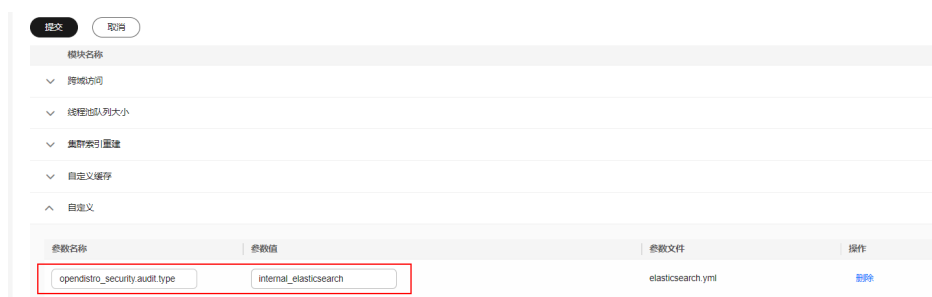 提交 取消
模块名称
跨域访问
线程池队列大小
集群索引重建
自定义缓存
自定义
参数名称 参数值 参数文件 操作
opendistro_security.audit.type internal_elasticsearch elasticsearch.yml 删除